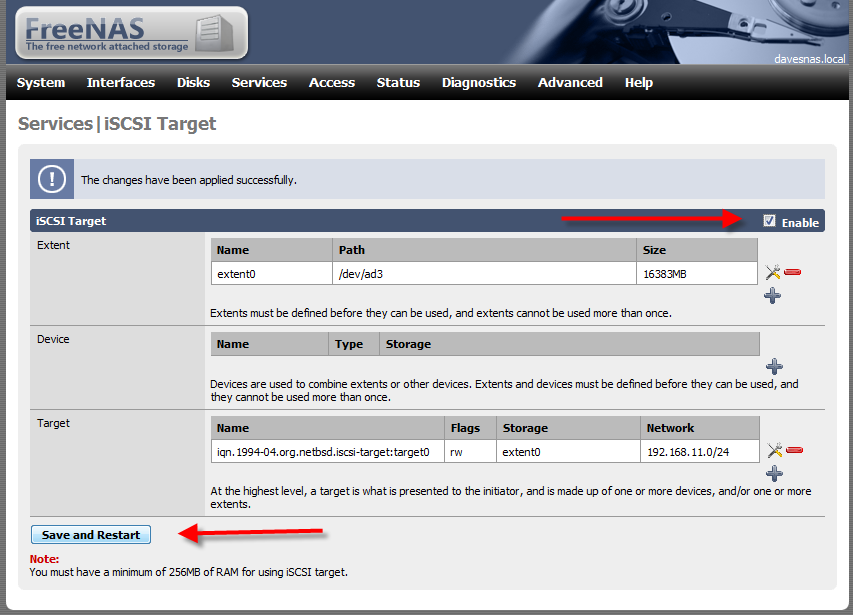 FreeNAS
The free network attached storage
davesnas.local
System Interfaces Disks Services Access Status Diagnostics Advanced Help
Services|iSCSI Target
The changes have been applied successfully.
iSCSI Target Enable
Extent
Name Path Size
extent0 /dev/ad3 16383MB
Extents must be defined before they can be used, and extents cannot be used more than once.
Device
Name Type Storage
Devices are used to combine extents or other devices. Extents and devices must be defined before they can be used, and
they cannot be used more than once.
Target
Name Flags Storage Network
iqn.1994-04.org.netbsd.iscsi-target:target0 rw extent0 192.168.11.0/24
At the highest level, a target is what is presented to the initiator, and is made up of one or more devices, and/or one or more
extents.
Save and Restart
Note:
You must have a minimum of 256MB of RAM for using iSCSI target.